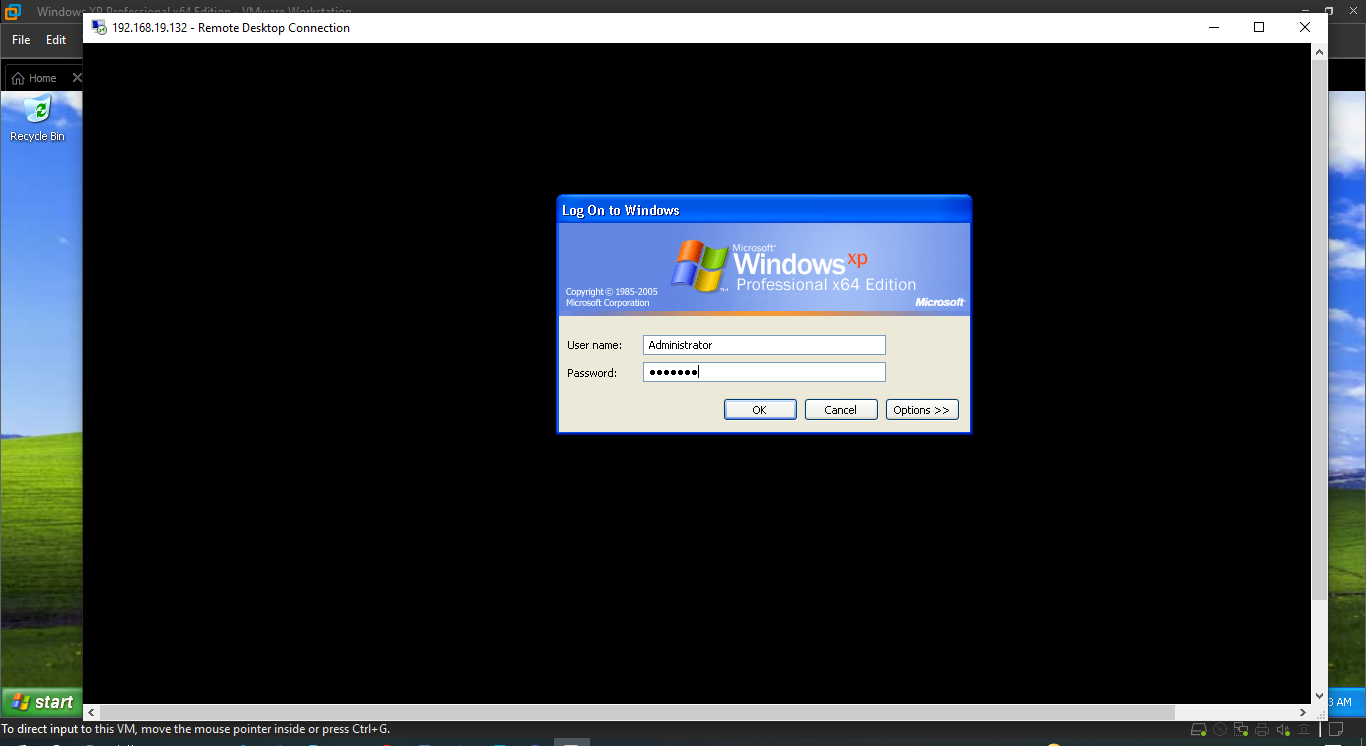 Windows XP Professional x64 Edition - VMware Workstation
192.168.19.132 - Remote Desktop Connection
File Edit
Home
Recycle Bin
Log On to Windows
Microsoft®
Windows xp
Professional x64 Edition
Copyright © 1985-2005
Microsoft Corporation
Microsoft
User name: Administrator
Password:
OK Cancel Options >>
start
3 AM
To direct input to this VM, move the mouse pointer inside or press Ctrl+G.